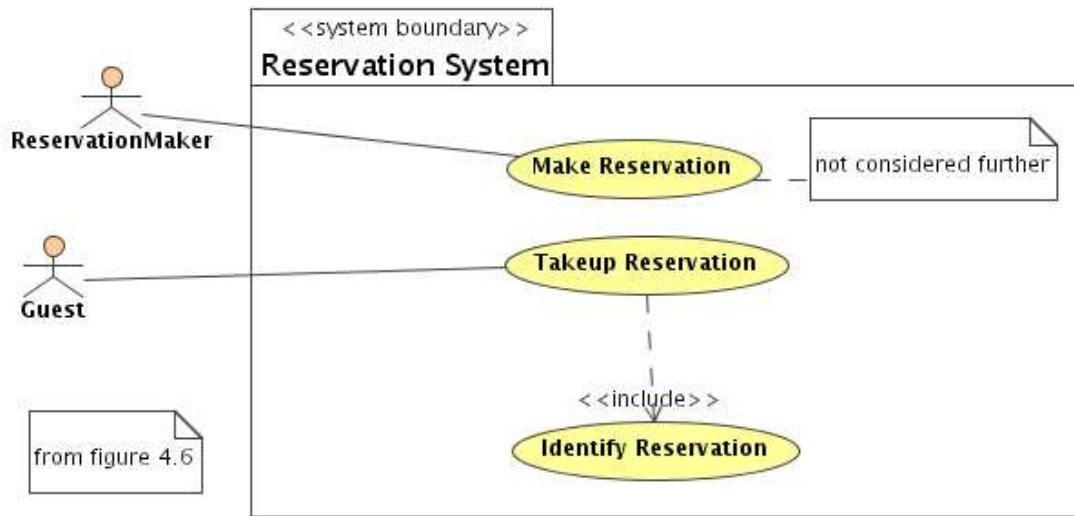 <<system boundary>>
Reservation System
ReservationMaker
Make Reservation
not considered further
Takeup Reservation
Guest
<<include>>
Identify Reservation
from figure 4.6